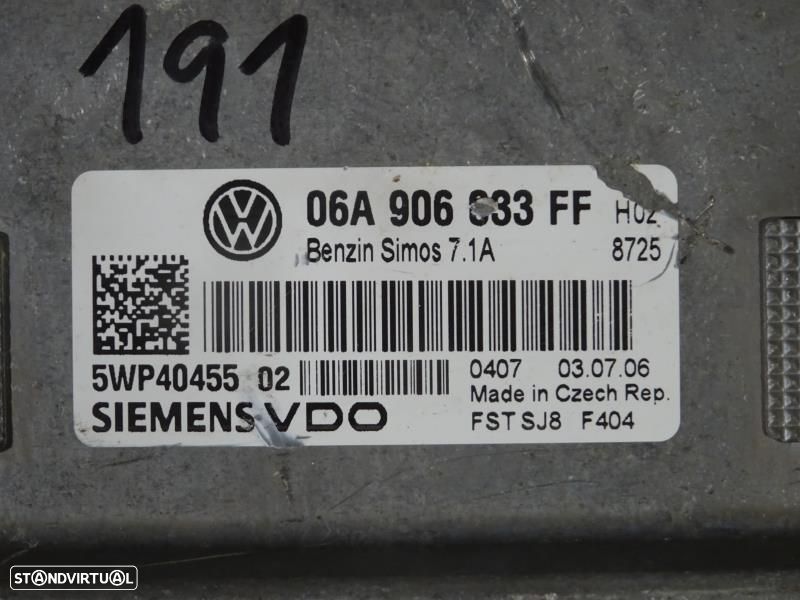 191
06A 906 033 FF H02
Benzin Simos 7.1A 8725
5WP40455 02
0407 03.07.06
Made in Czech Rep.
SIEMENS VDO
FST SJ8 F404
STANDVIRTUAL